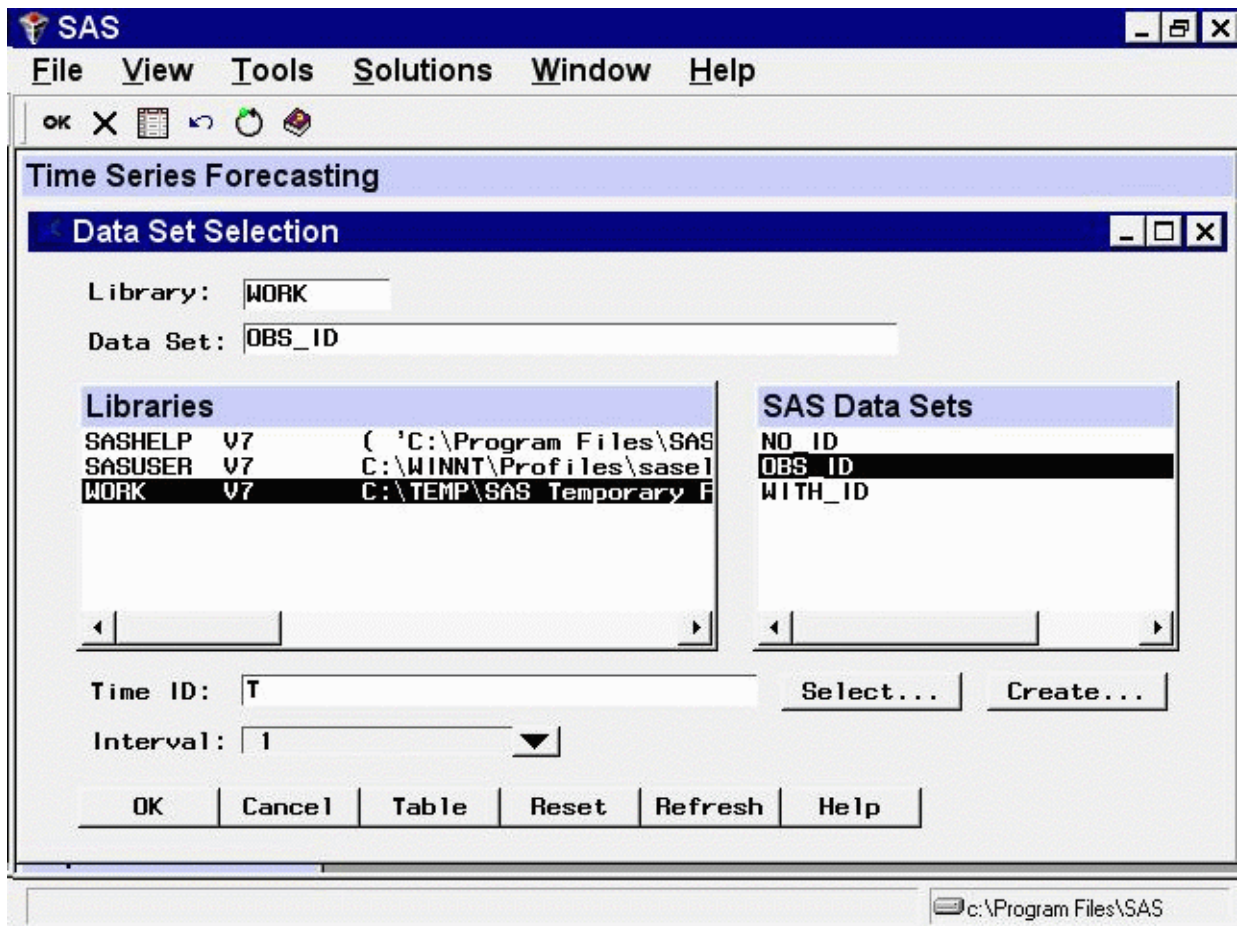 SAS
File View Tools Solutions Window Help
OK
Time Series Forecasting
Data Set Selection
Library: WORK
Data Set: OBS_ID
Libraries
SASHELP V7 ( 'C:\Program Files\SAS
SASUSER V7 C:\WINNT\Profiles\sasel
WORK V7 C:\TEMP\SAS Temporary F
SAS Data Sets
NO_ID
OBS_ID
WITH_ID
Time ID: T
Select... Create...
Interval: 1
OK Cancel Table Reset Refresh Help
c:\Program Files\SAS